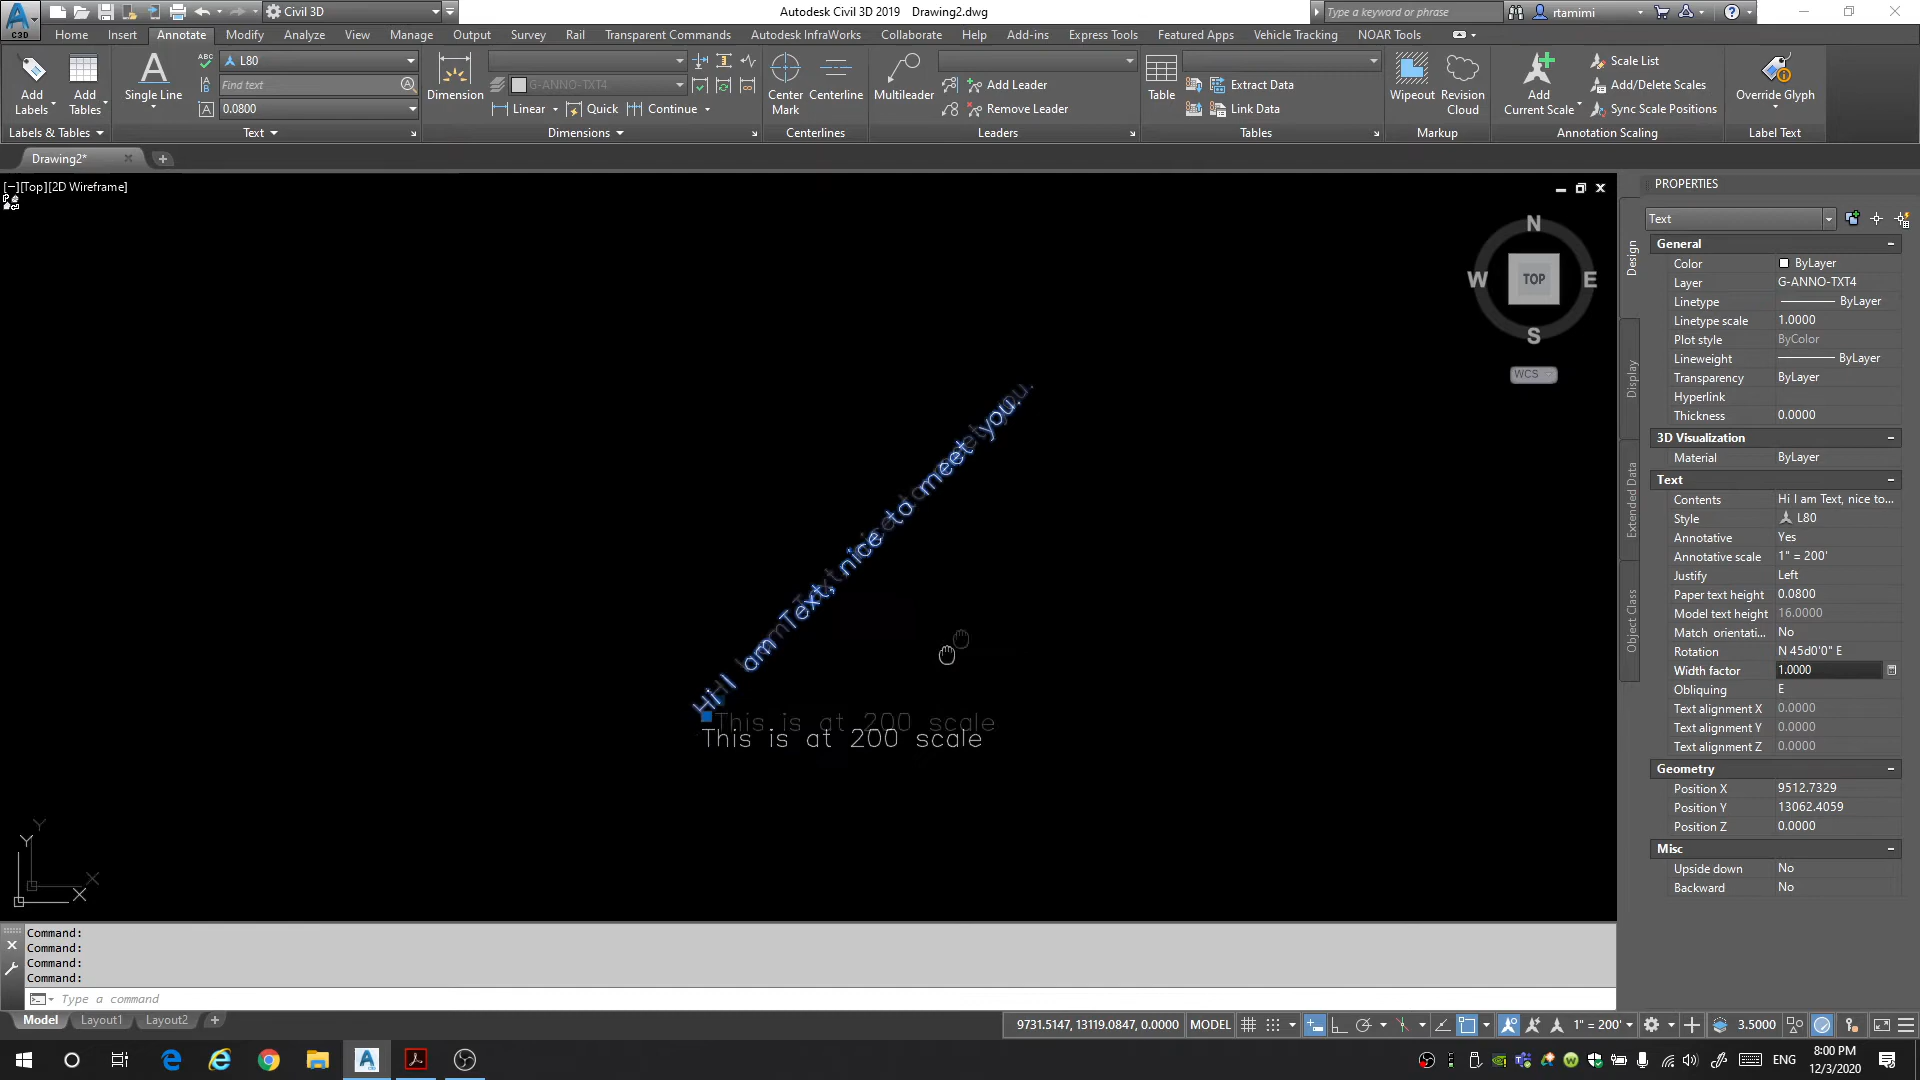 Civil 3D
Autodesk Civil 3D 2019 Drawing2.dwg
Type a keyword or phrase
rtamimi
C3D
Home Insert Annotate Modify Analyze View Manage Output Survey Rail Transparent Commands Autodesk InfraWorks Collaborate Help Add-ins Express Tools Featured Apps Vehicle Tracking NOAR Tools
Add Labels
Add Tables
Labels & Tables
Single Line
ABC
L80
Find text
0.0800
Text
Dimension
G-ANNO-TXT4
Linear Quick Continue
Dimensions
Center Mark
Centerline
Centerlines
Multileader
Add Leader
Remove Leader
Leaders
Table
Extract Data
Link Data
Tables
Wipeout
Revision Cloud
Markup
Add Current Scale
Scale List
Add/Delete Scales
Sync Scale Positions
Annotation Scaling
Override Glyph
Label Text
Drawing2*
[−][Top][2D Wireframe]
N
W TOP E
S
WCS
Hi I am Text, nice to meet you.
This is at 200 scale
This is at 200 scale
Y
X
Y
X
PROPERTIES
Design
Display
Extended Data
Object Class
Text
General
Color ByLayer
Layer G-ANNO-TXT4
Linetype ByLayer
Linetype scale 1.0000
Plot style ByColor
Lineweight ByLayer
Transparency ByLayer
Hyperlink
Thickness 0.0000
3D Visualization
Material ByLayer
Text
Contents Hi I am Text, nice to...
Style L80
Annotative Yes
Annotative scale 1" = 200'
Justify Left
Paper text height 0.0800
Model text height 16.0000
Match orientati... No
Rotation N 45d0'0" E
Width factor 1.0000
Obliquing E
Text alignment X 0.0000
Text alignment Y 0.0000
Text alignment Z 0.0000
Geometry
Position X 9512.7329
Position Y 13062.4059
Position Z 0.0000
Misc
Upside down No
Backward No
Command:
Command:
Command:
Command:
Type a command
Model Layout1 Layout2
9731.5147, 13119.0847, 0.0000 MODEL 1" = 200' 3.5000
ENG
8:00 PM
12/3/2020